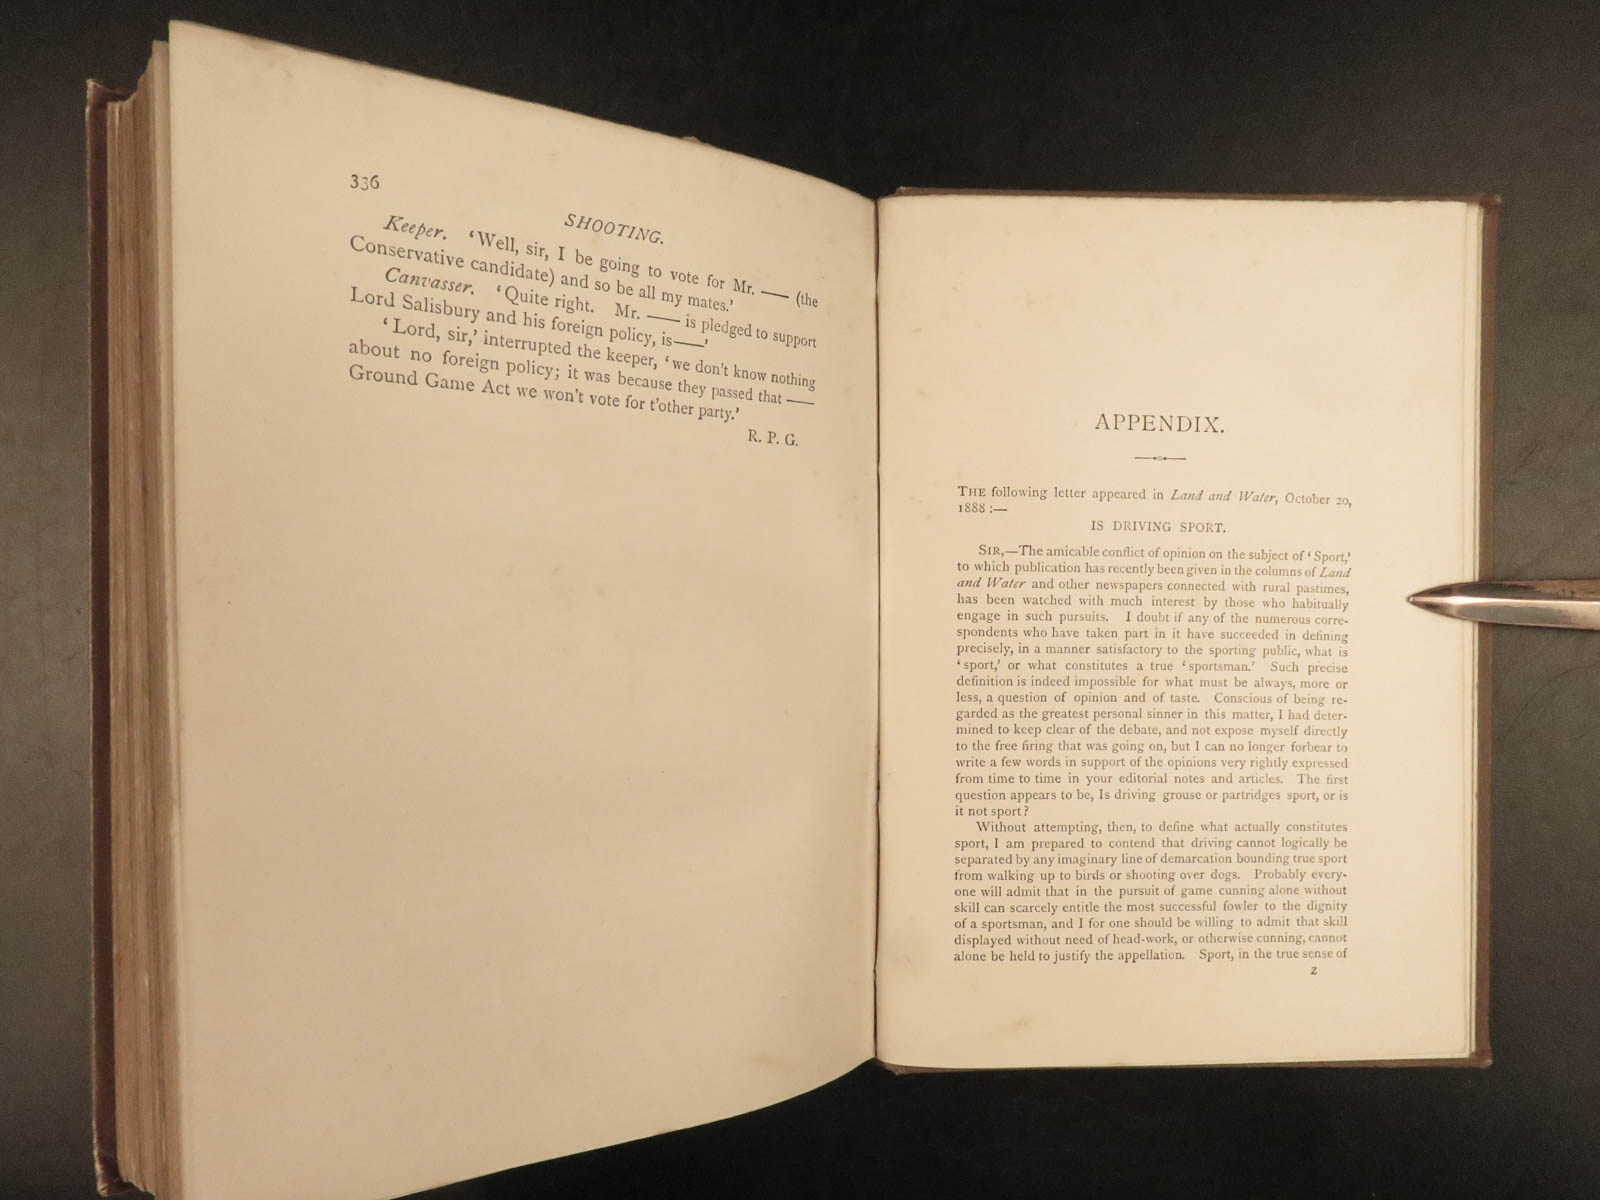 336
SHOOTING.
Keeper. ‘Well, sir, I be going to vote for Mr. —— (the
Conservative candidate) and so be all my mates.’
Canvasser. ‘Quite right. Mr. —— is pledged to support
Lord Salisbury and his foreign policy, is——’
‘Lord, sir,’ interrupted the keeper, ‘we don't know nothing
about no foreign policy; it was because they passed that ——
Ground Game Act we won't vote for t'other party.’
R. P. G.
APPENDIX.
THE following letter appeared in Land and Water, October 20,
1888:—
IS DRIVING SPORT.
SIR,—The amicable conflict of opinion on the subject of ‘Sport,’
to which publication has recently been given in the columns of Land
and Water and other newspapers connected with rural pastimes,
has been watched with much interest by those who habitually
engage in such pursuits. I doubt if any of the numerous corre-
spondents who have taken part in it have succeeded in defining
precisely, in a manner satisfactory to the sporting public, what is
‘sport,’ or what constitutes a true ‘sportsman.’ Such precise
definition is indeed impossible for what must be always, more or
less, a question of opinion and of taste. Conscious of being re-
garded as the greatest personal sinner in this matter, I had deter-
mined to keep clear of the debate, and not expose myself directly
to the free firing that was going on, but I can no longer forbear to
write a few words in support of the opinions very rightly expressed
from time to time in your editorial notes and articles. The first
question appears to be, Is driving grouse or partridges sport, or is
it not sport?
Without attempting, then, to define what actually constitutes
sport, I am prepared to contend that driving cannot logically be
separated by any imaginary line of demarcation bounding true sport
from walking up to birds or shooting over dogs. Probably every-
one will admit that in the pursuit of game cunning alone without
skill can scarcely entitle the most successful fowler to the dignity
of a sportsman, and I for one should be willing to admit that skill
displayed without need of head-work, or otherwise cunning, cannot
alone be held to justify the appellation. Sport, in the true sense of
Z